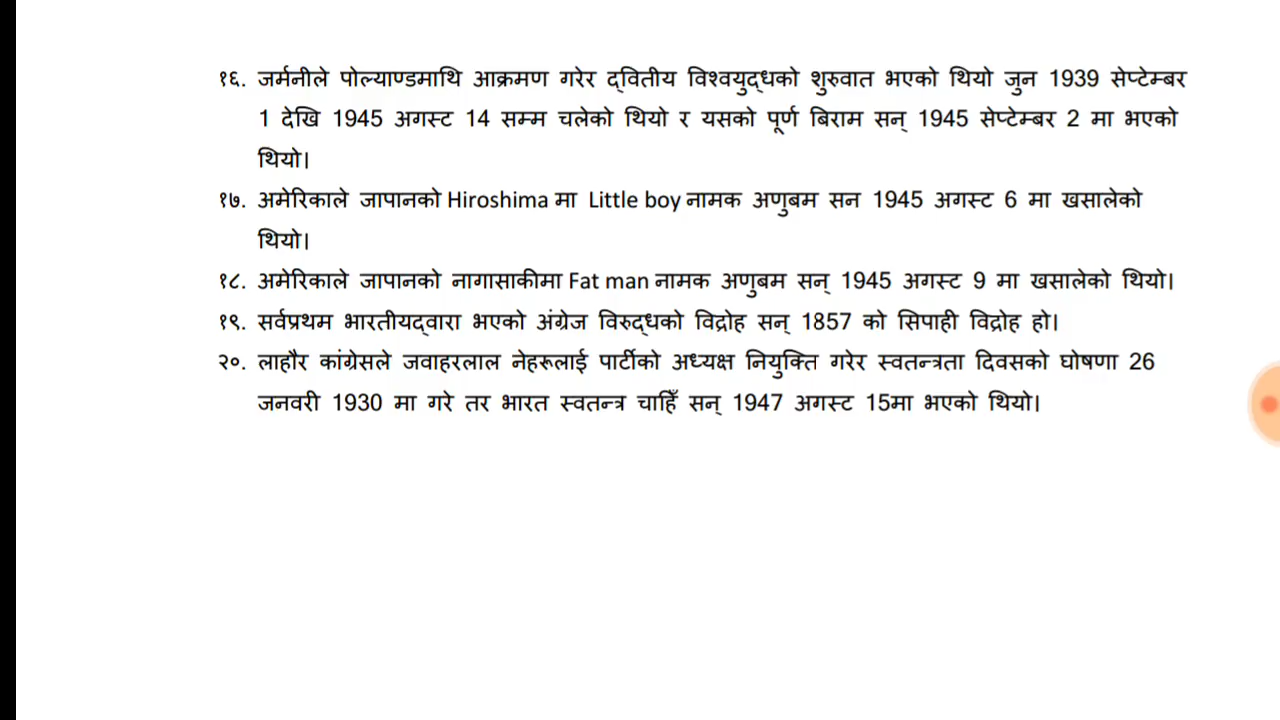 १६. जर्मनीले पोल्याण्डमाथि आक्रमण गरेर द्वितीय विश्वयुद्धको शुरुवात भएको थियो जुन 1939 सेप्टेम्बर
1 देखि 1945 अगस्ट 14 सम्म चलेको थियो र यसको पूर्ण बिराम सन् 1945 सेप्टेम्बर 2 मा भएको
थियो।
१७. अमेरिकाले जापानको Hiroshima मा Little boy नामक अणुबम सन 1945 अगस्ट 6 मा खसालेको
थियो।
१८. अमेरिकाले जापानको नागासाकीमा Fat man नामक अणुबम सन् 1945 अगस्ट 9 मा खसालेको थियो।
१९. सर्वप्रथम भारतीयद्वारा भएको अंग्रेज विरुद्धको विद्रोह सन् 1857 को सिपाही विद्रोह हो।
२०. लाहौर कांग्रेसले जवाहरलाल नेहरूलाई पार्टीको अध्यक्ष नियुक्ति गरेर स्वतन्त्रता दिवसको घोषणा 26
जनवरी 1930 मा गरे तर भारत स्वतन्त्र चाहिँ सन् 1947 अगस्ट 15मा भएको थियो।